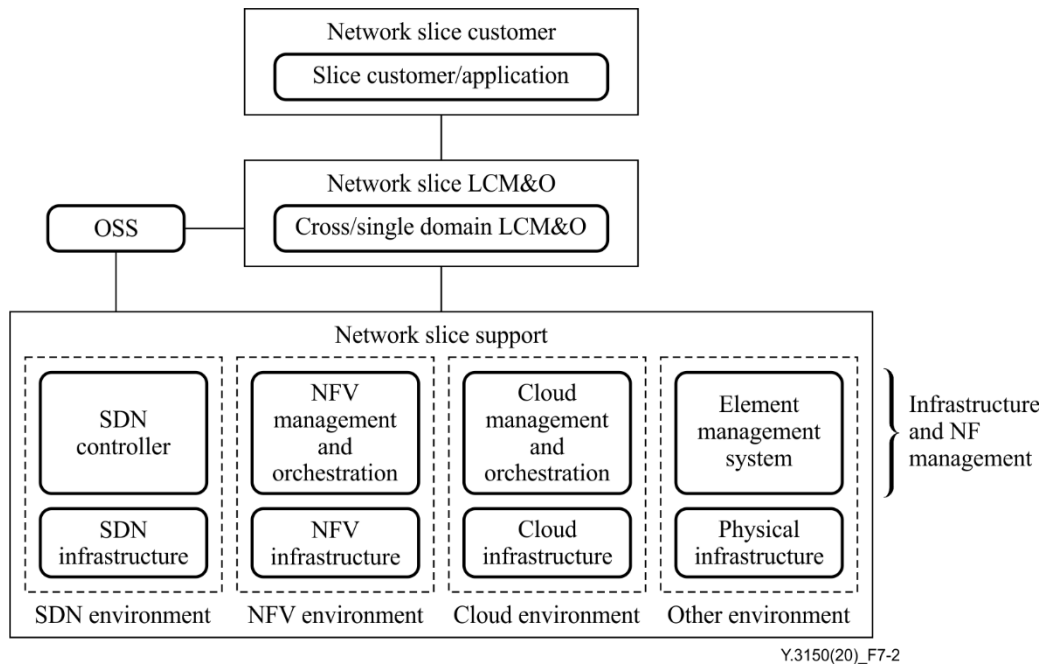 Network slice customer
Slice customer/application
Network slice LCM&O
OSS
Cross/single domain LCM&O
Network slice support
SDN
controller
NFV
management
and
orchestration
Cloud
management
and
orchestration
Element
management
system
Infrastructure
and NF
management
SDN
infrastructure
NFV
infrastructure
Cloud
infrastructure
Physical
infrastructure
SDN environment
NFV environment
Cloud environment
Other environment
Y.3150(20)_F7-2